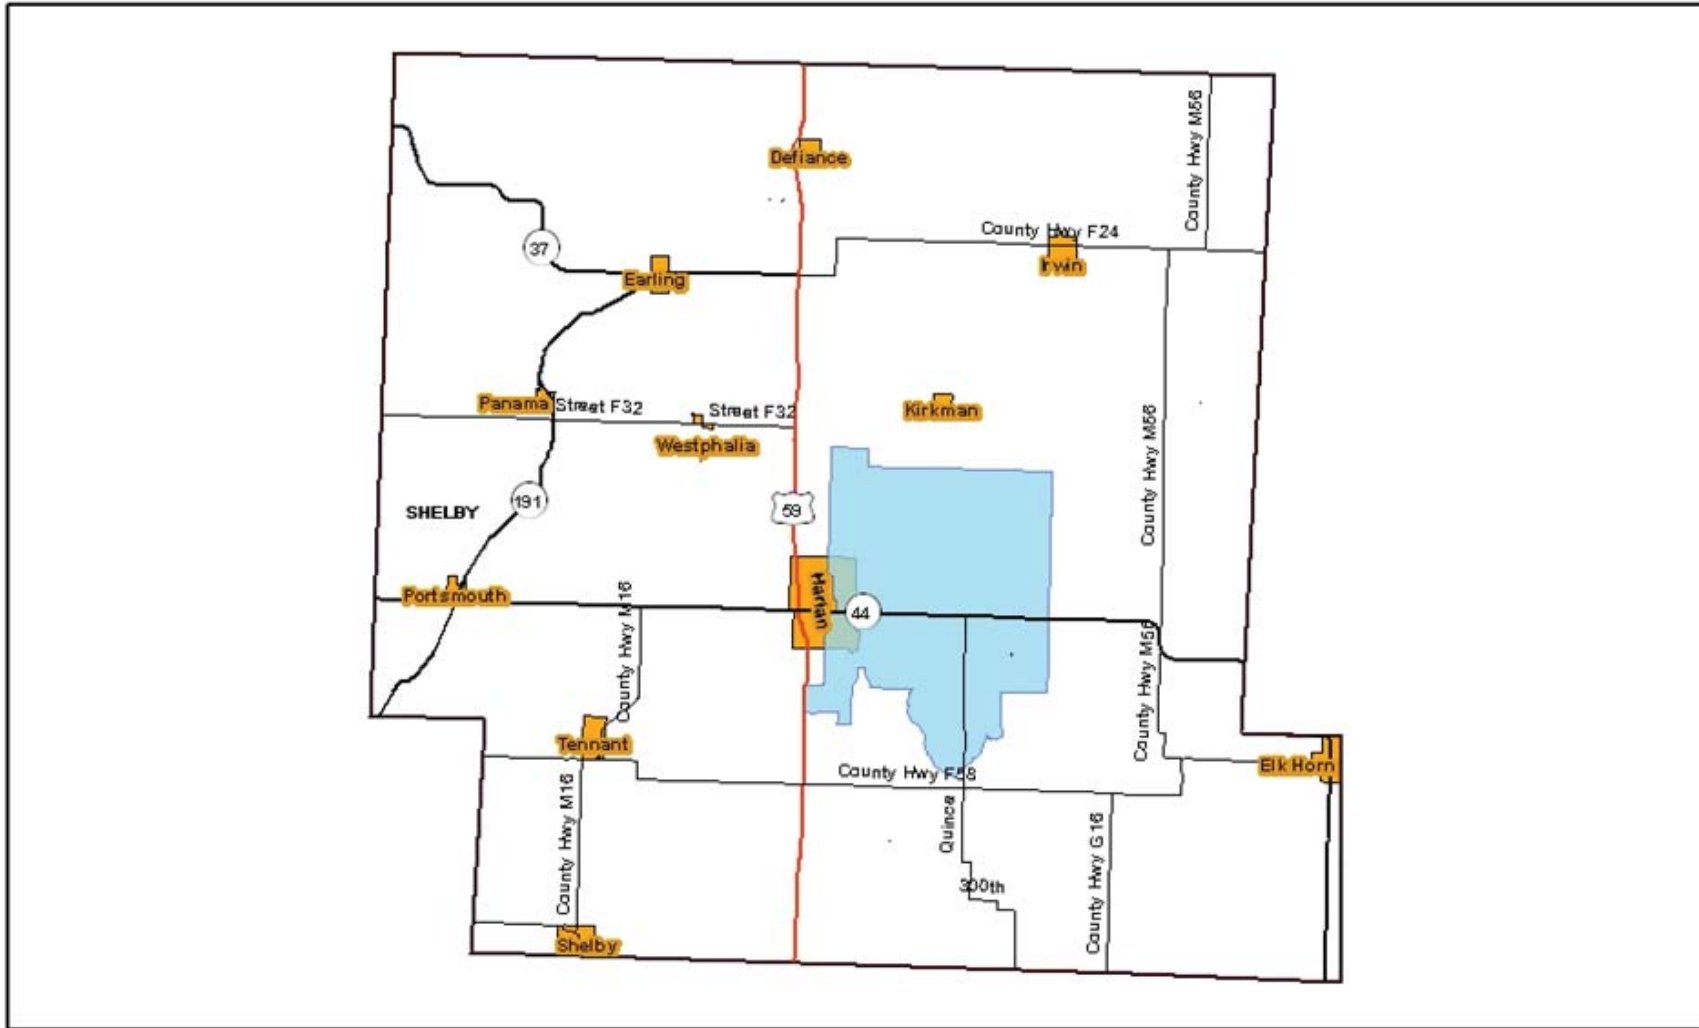 County Hwy M56
Defiance
County Hwy F24
37
Irwin
Earling
Panama
Street F32
Street F32
Kirkman
Westphalia
County Hwy M56
191
59
SHELBY
Harlan
Portsmouth
44
County Hwy M16
County Hwy M56
Tennant
Elk Horn
County Hwy F58
County Hwy M16
Quince
County Hwy G16
300th
Shelby